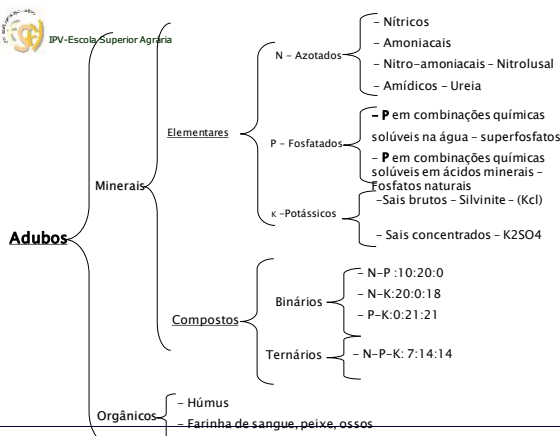 IPV-Escola Superior Agrária
Adubos
Minerais
Elementares
N – Azotados
– Nítricos
– Amoniacais
– Nitro-amoniacais – Nitrolusal
– Amídicos – Ureia
P – Fosfatados
– P em combinações químicas
solúveis na água – superfosfatos
– P em combinações químicas
solúveis em ácidos minerais –
Fosfatos naturais
K –Potássicos
–Sais brutos – Silvinite – (Kcl)
– Sais concentrados – K2SO4
Compostos
Binários
– N-P :10:20:0
– N-K:20:0:18
– P-K:0:21:21
Ternários
– N-P-K: 7:14:14
Orgânicos
– Húmus
– Farinha de sangue, peixe, ossos